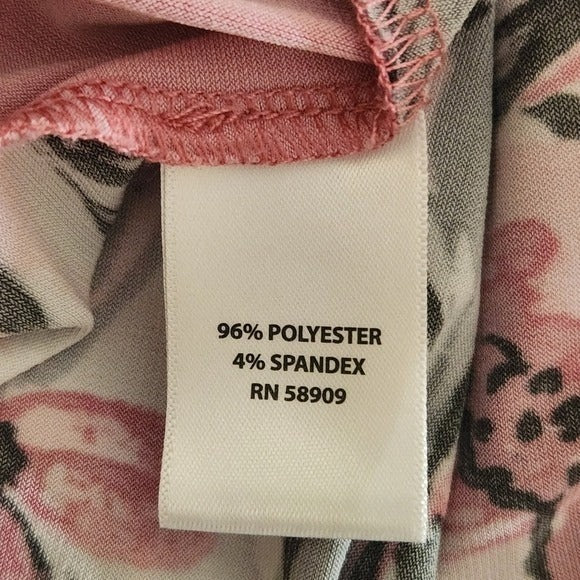 96% POLYESTER
4% SPANDEX
RN 58909